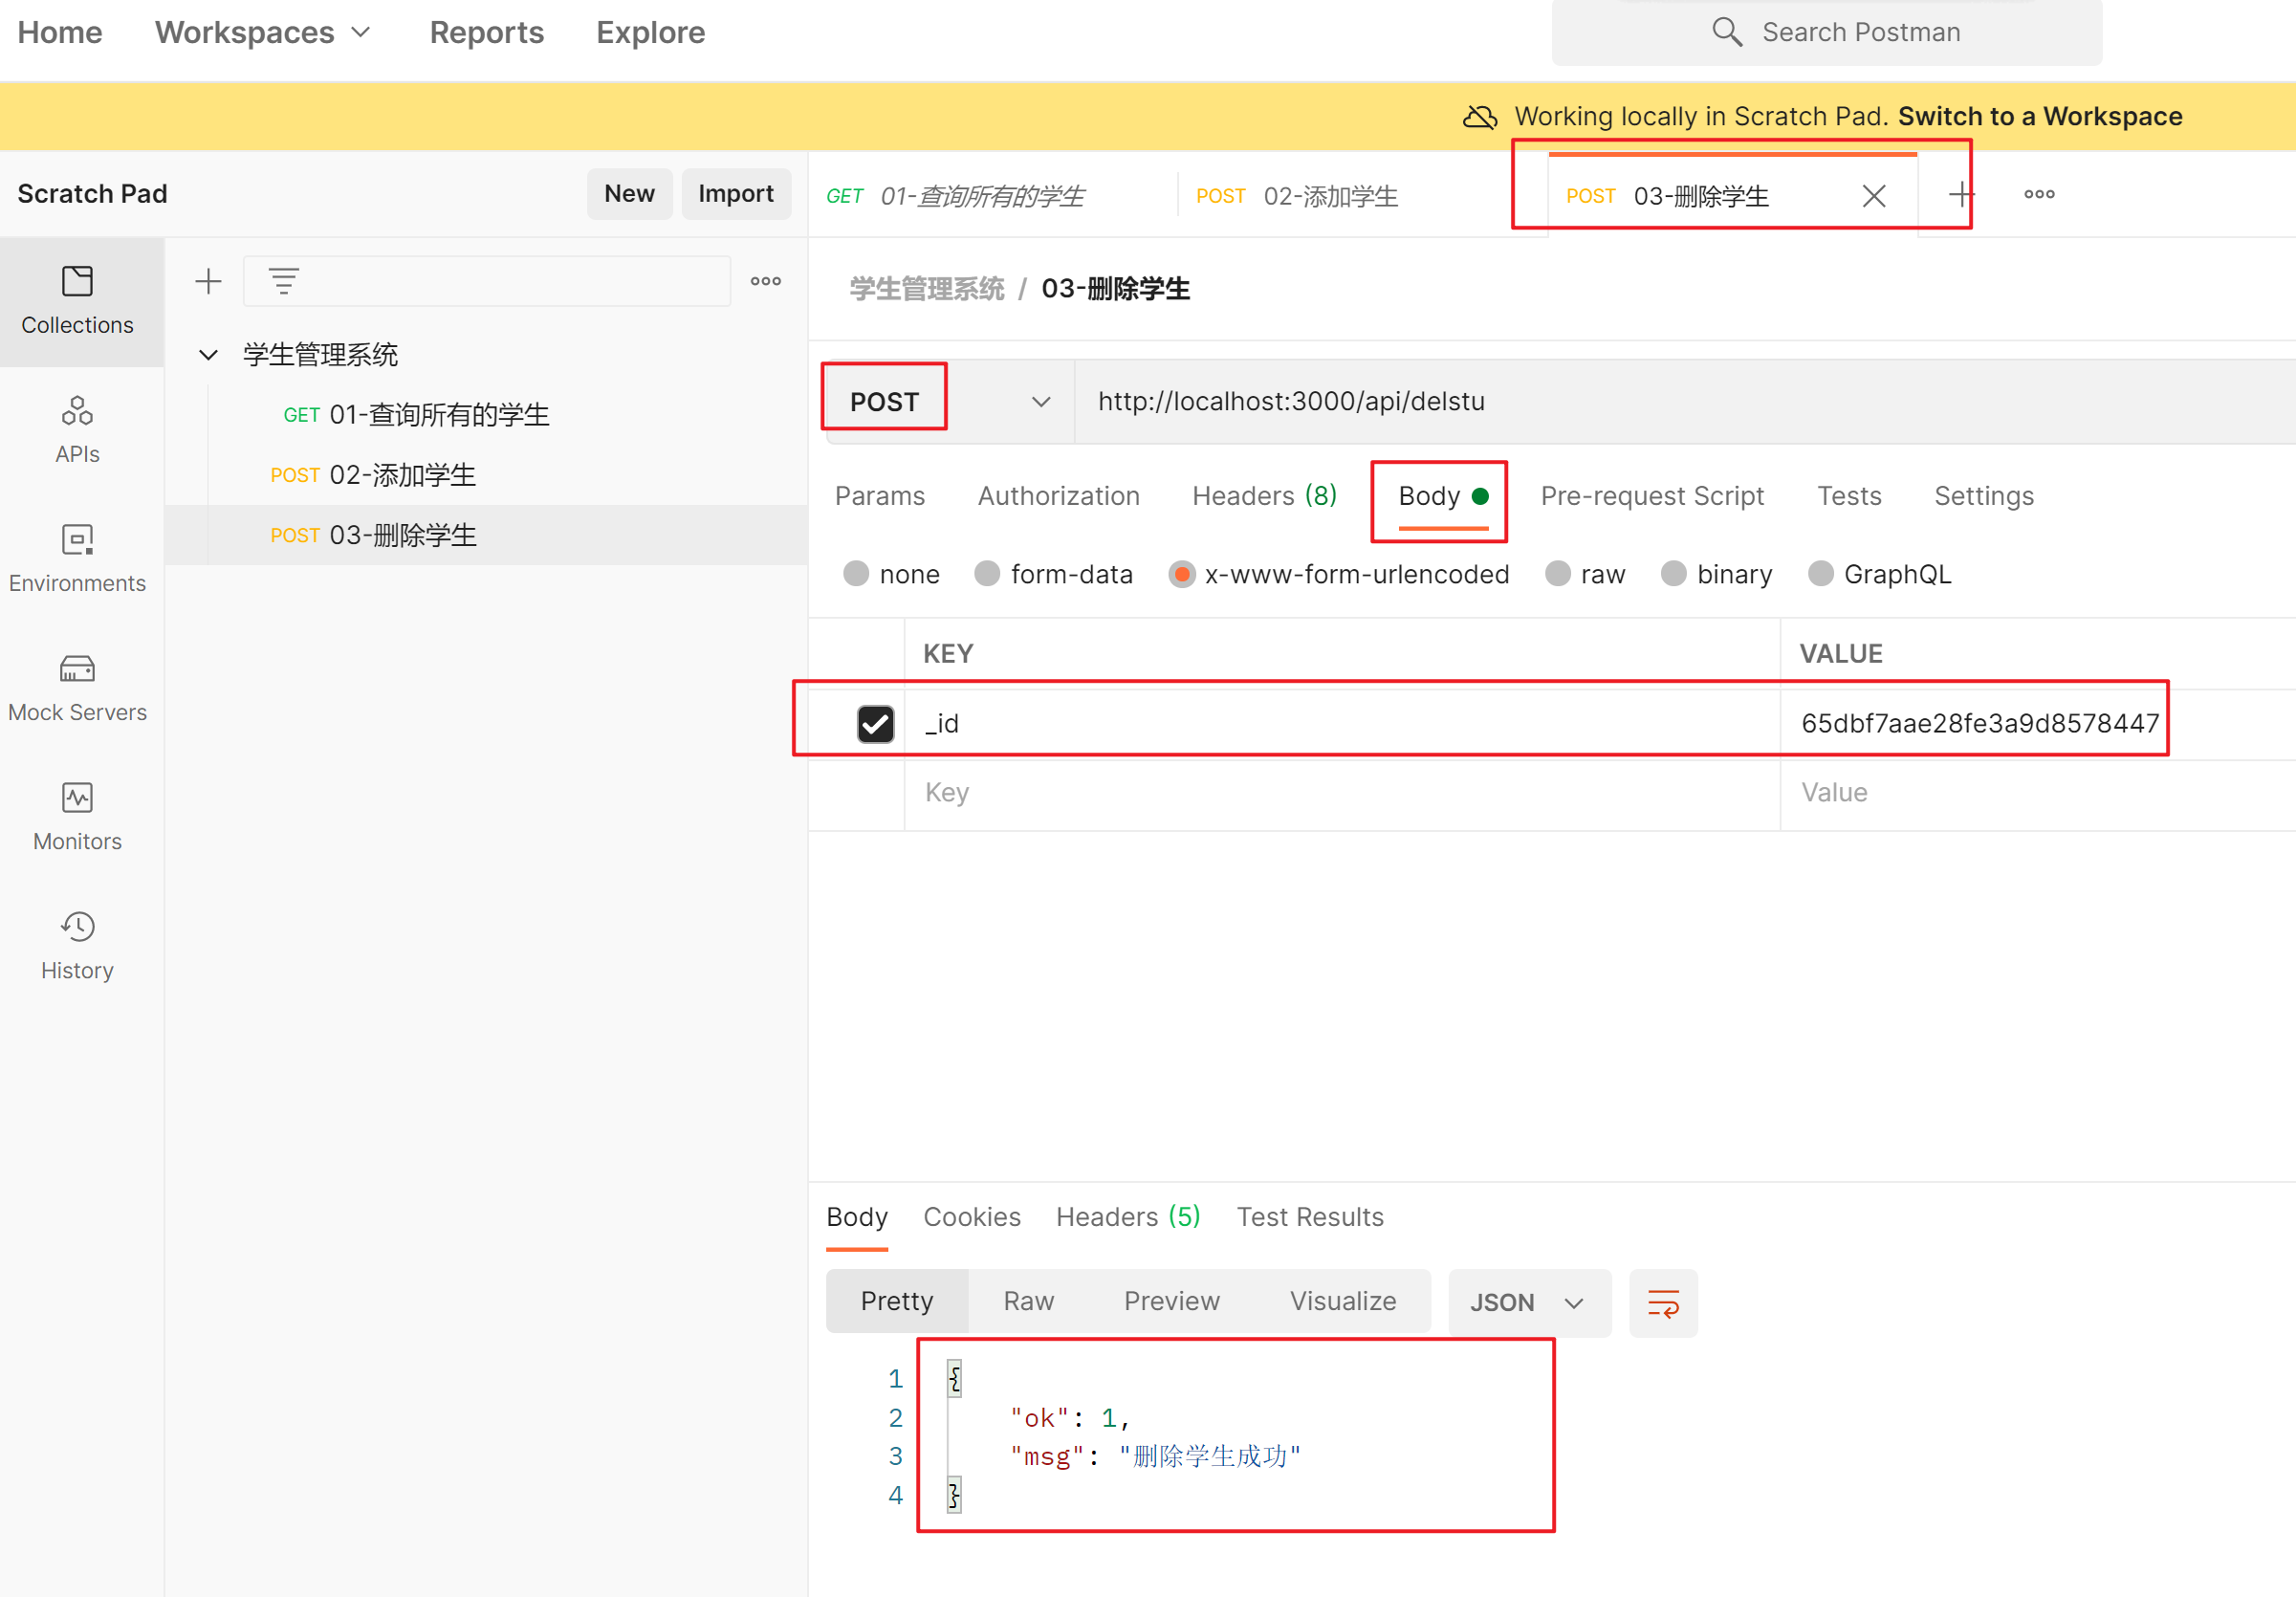 Home Workspaces Reports Explore Search Postman
Working locally in Scratch Pad. Switch to a Workspace
Scratch Pad New Import
GET 01-查询所有的学生 POST 02-添加学生 POST 03-删除学生
Collections
APIs
Environments
Mock Servers
Monitors
History
学生管理系统
GET 01-查询所有的学生
POST 02-添加学生
POST 03-删除学生
学生管理系统 / 03-删除学生
POST http://localhost:3000/api/delstu
Params Authorization Headers (8) Body Pre-request Script Tests Settings
none form-data x-www-form-urlencoded raw binary GraphQL
KEY VALUE
_id 65dbf7aae28fe3a9d8578447
Key Value
Body Cookies Headers (5) Test Results
Pretty Raw Preview Visualize JSON
1 {
2 "ok": 1,
3 "msg": "删除学生成功"
4 }